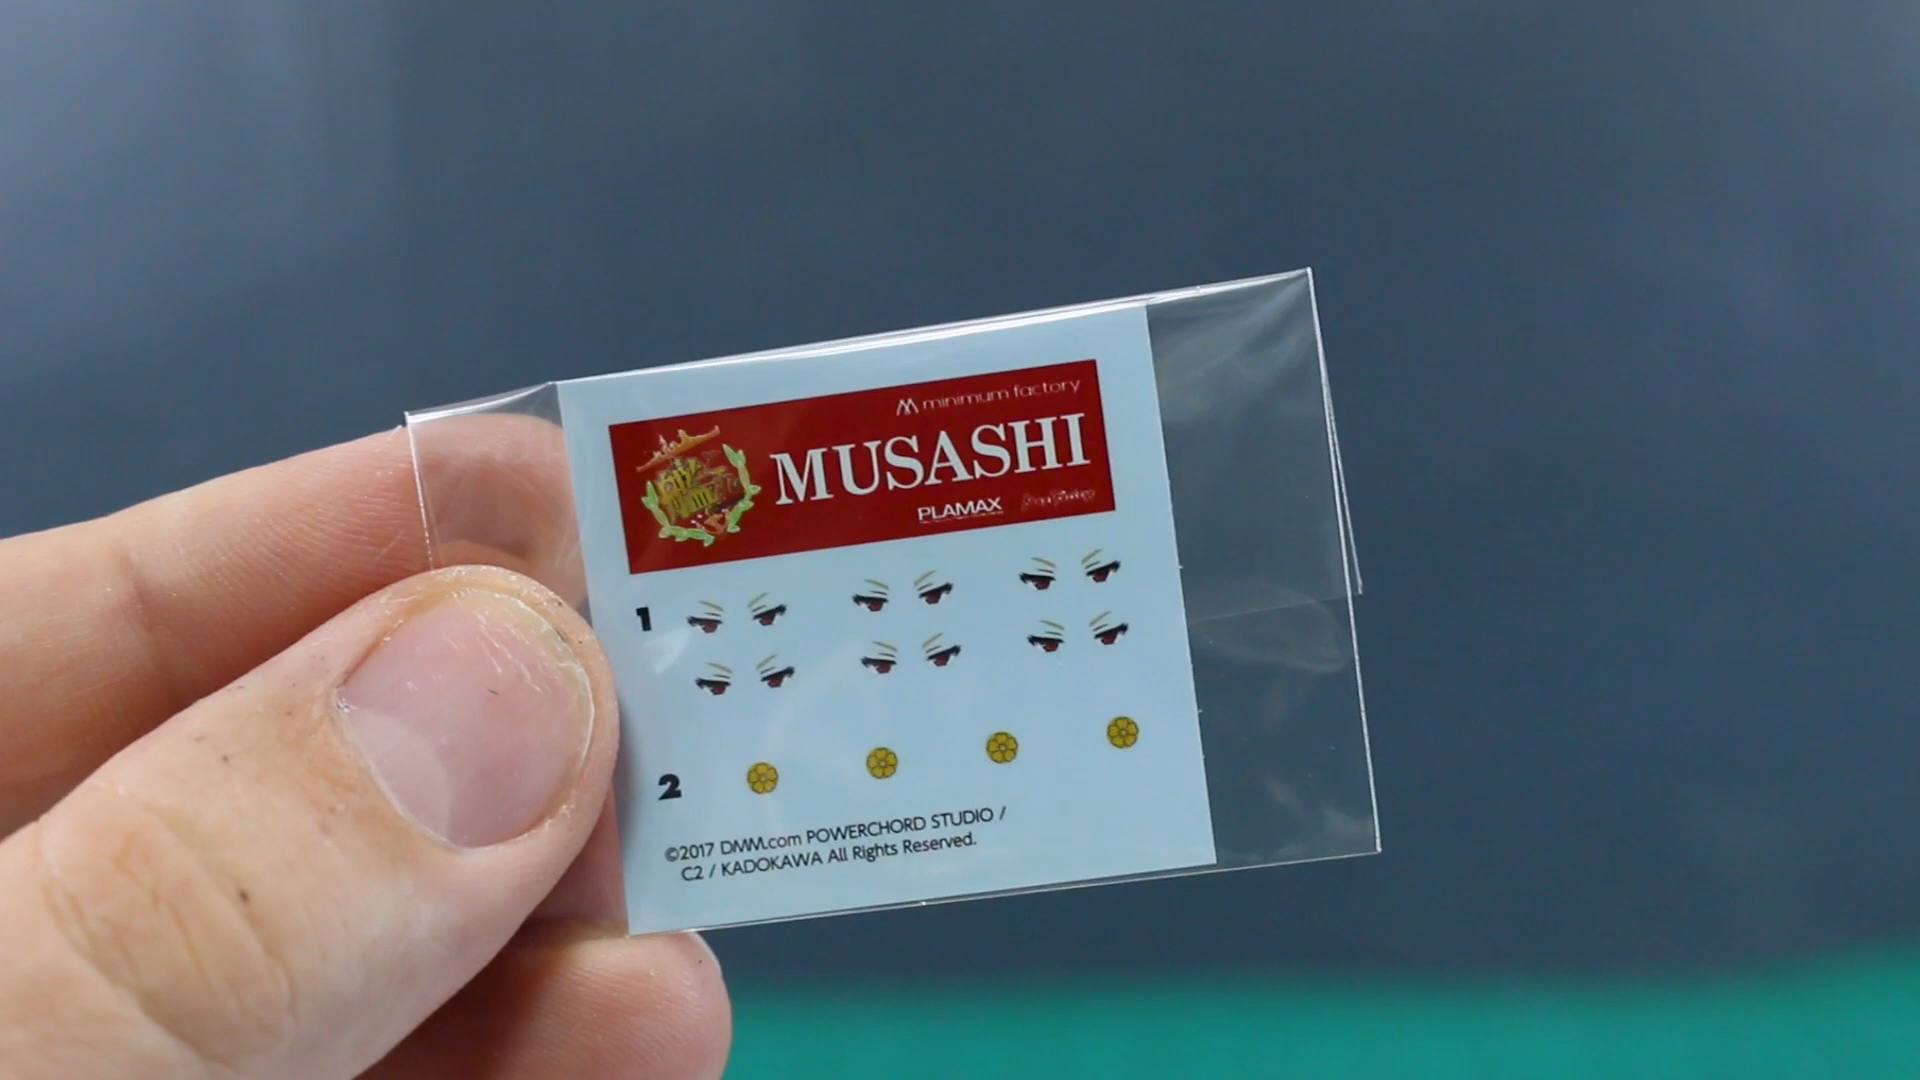 minimum factory
MUSASHI
PLAMAX
1
2
©2017 DMM.com POWERCHORD STUDIO /
C2 / KADOKAWA All Rights Reserved.